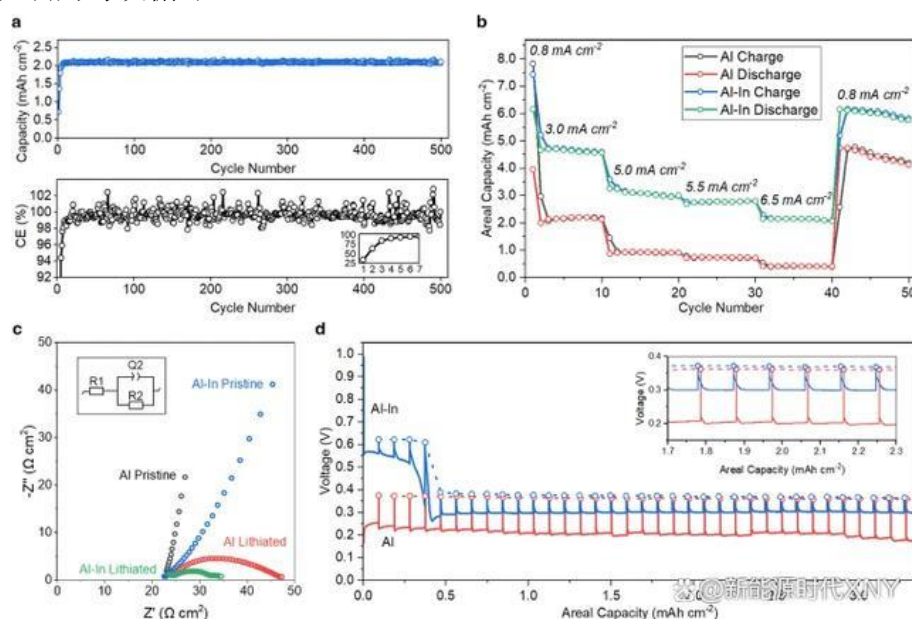 a
Capacity (mAh cm⁻²)
2.5
2.0
1.5
1.0
0.5
0.0
0 100 200 300 400 500
Cycle Number
CE (%)
102
100
98
96
94
92
100
75
50
25
1 2 3 4 5 6 7
0 100 200 300 400 500
Cycle Number
b
Areal Capacity (mAh cm⁻²)
8.0
7.0
6.0
5.0
4.0
3.0
2.0
1.0
0.0
0.8 mA cm⁻²
3.0 mA cm⁻²
5.0 mA cm⁻²
5.5 mA cm⁻²
6.5 mA cm⁻²
0.8 mA cm⁻²
Al Charge
Al Discharge
Al-In Charge
Al-In Discharge
0 10 20 30 40 50
Cycle Number
c
-Z'' (Ω cm²)
50
40
30
20
10
0
Q2
R1
R2
Al-In Pristine
Al Pristine
Al Lithiated
Al-In Lithiated
0 10 20 30 40 50
Z' (Ω cm²)
d
Voltage (V)
1.0
0.9
0.8
0.7
0.6
0.5
0.4
0.3
0.2
0.1
0.0
Al-In
Al
Voltage (V)
0.4
0.3
0.2
1.7 1.8 1.9 2.0 2.1 2.2 2.3
Areal Capacity (mAh cm⁻²)
0.0 0.5 1.0 1.5 2.0
Areal Capacity (mAh cm⁻²)
@新能源时代XNY